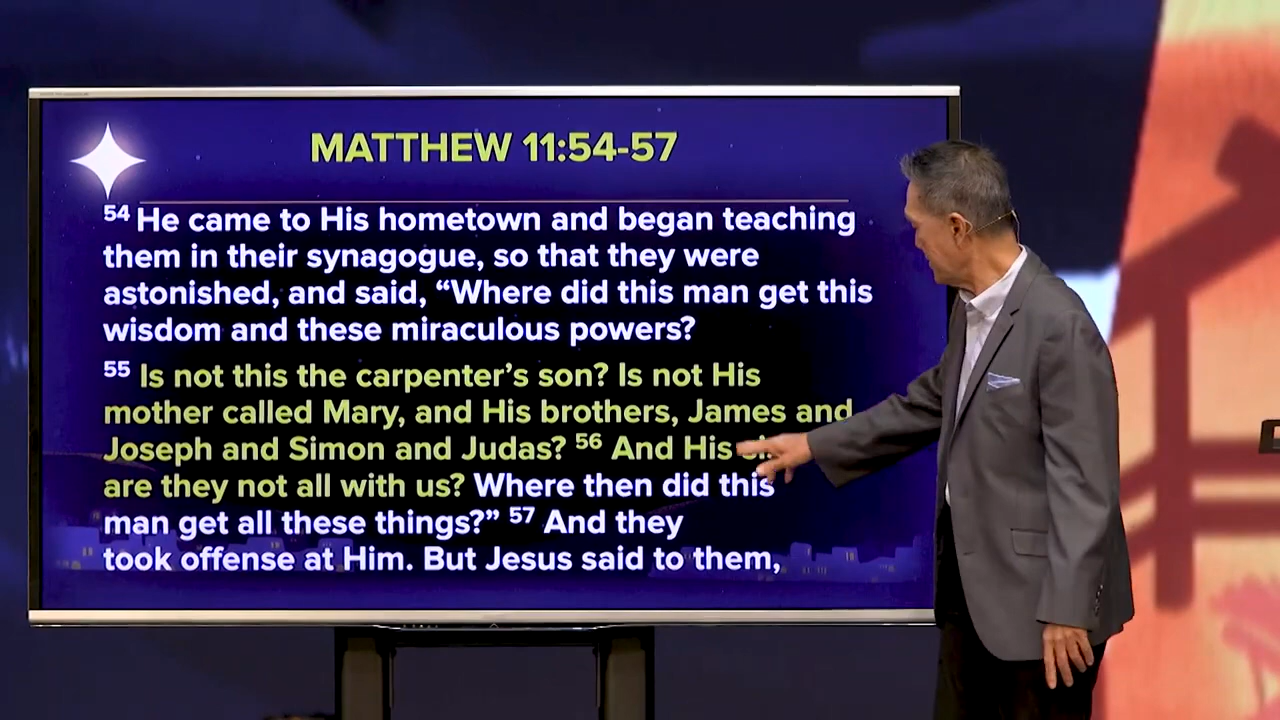 MATTHEW 11:54-57
54 He came to His hometown and began teaching
them in their synagogue, so that they were
astonished, and said, “Where did this man get this
wisdom and these miraculous powers?
55 Is not this the carpenter’s son? Is not His
mother called Mary, and His brothers, James and
Joseph and Simon and Judas? 56 And His
are they not all with us? Where then did this
man get all these things?” 57 And they
took offense at Him. But Jesus said to them,